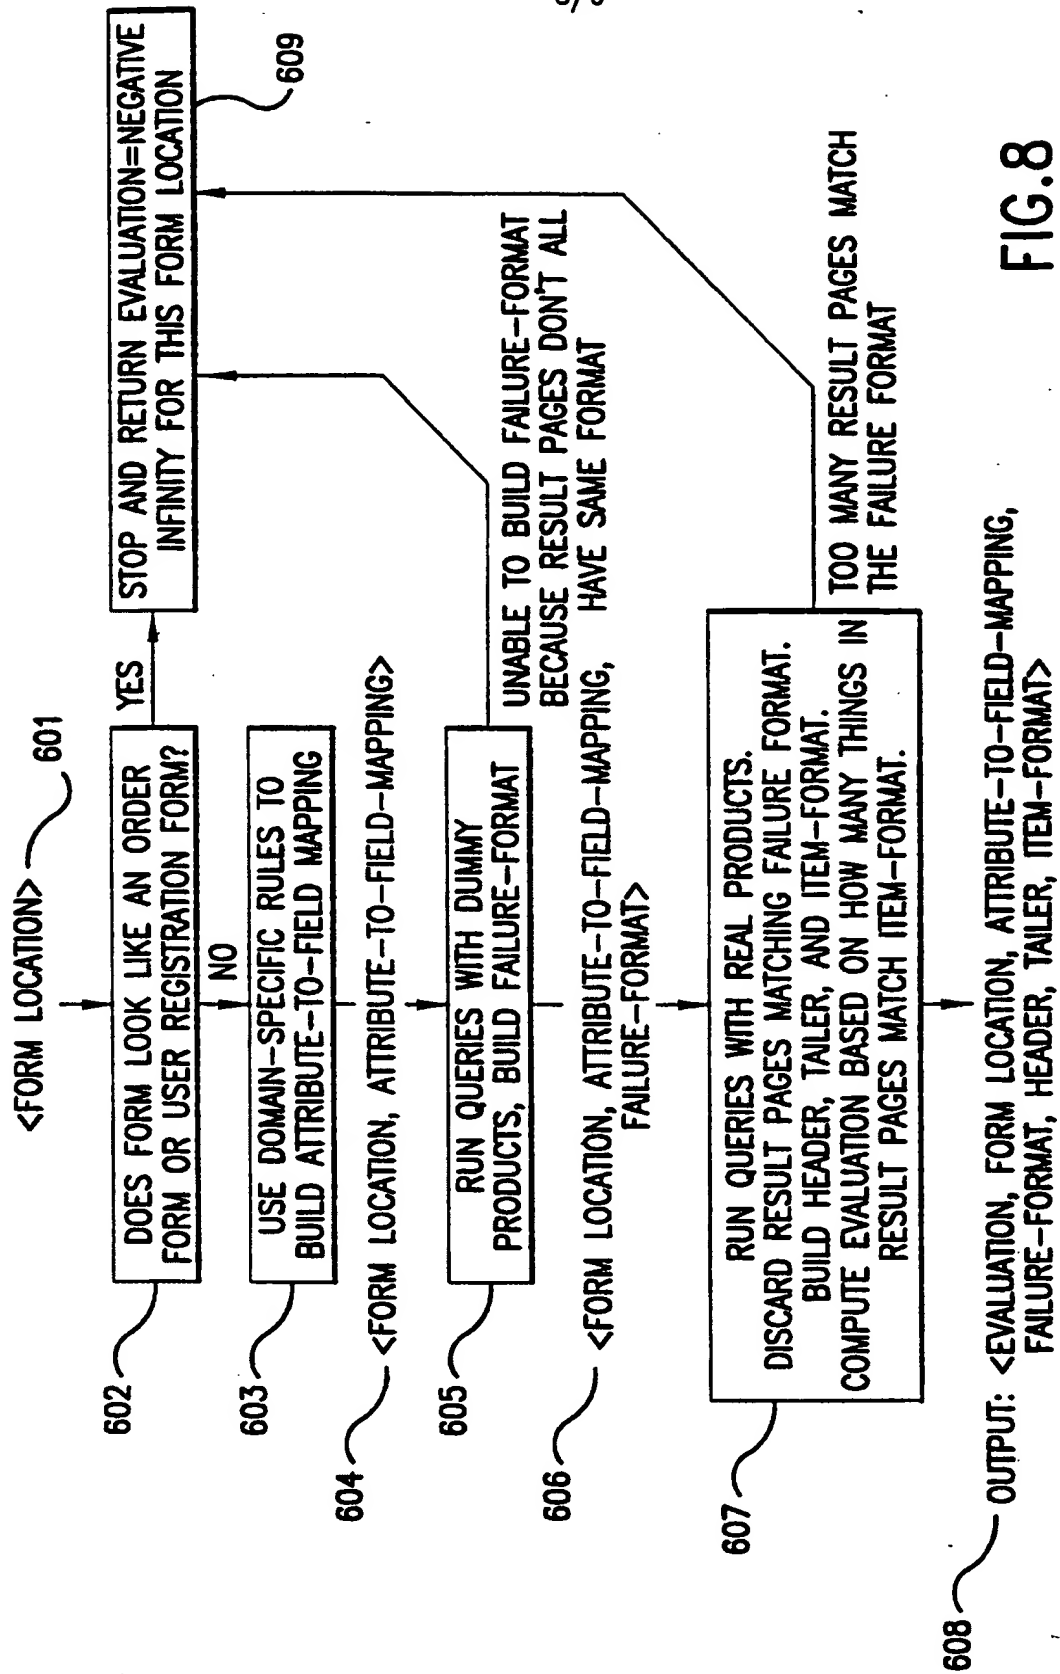 <FORM LOCATION>
601
602
DOES FORM LOOK LIKE AN ORDER
FORM OR USER REGISTRATION FORM?
YES
STOP AND RETURN EVALUATION=NEGATIVE
INFINITY FOR THIS FORM LOCATION
609
NO
603
USE DOMAIN-SPECIFIC RULES TO
BUILD ATTRIBUTE-TO-FIELD MAPPING
604
<FORM LOCATION, ATTRIBUTE-TO-FIELD-MAPPING>
605
RUN QUERIES WITH DUMMY
PRODUCTS, BUILD FAILURE-FORMAT
UNABLE TO BUILD FAILURE-FORMAT
BECAUSE RESULT PAGES DON'T ALL
HAVE SAME FORMAT
606
<FORM LOCATION, ATTRIBUTE-TO-FIELD-MAPPING,
FAILURE-FORMAT>
607
RUN QUERIES WITH REAL PRODUCTS.
DISCARD RESULT PAGES MATCHING FAILURE FORMAT.
BUILD HEADER, TAILER, AND ITEM-FORMAT.
COMPUTE EVALUATION BASED ON HOW MANY THINGS IN
RESULT PAGES MATCH ITEM-FORMAT.
TOO MANY RESULT PAGES MATCH
THE FAILURE FORMAT
608
OUTPUT: <EVALUATION, FORM LOCATION, ATTRIBUTE-TO-FIELD-MAPPING,
FAILURE-FORMAT, HEADER, TAILER, ITEM-FORMAT>
FIG.8